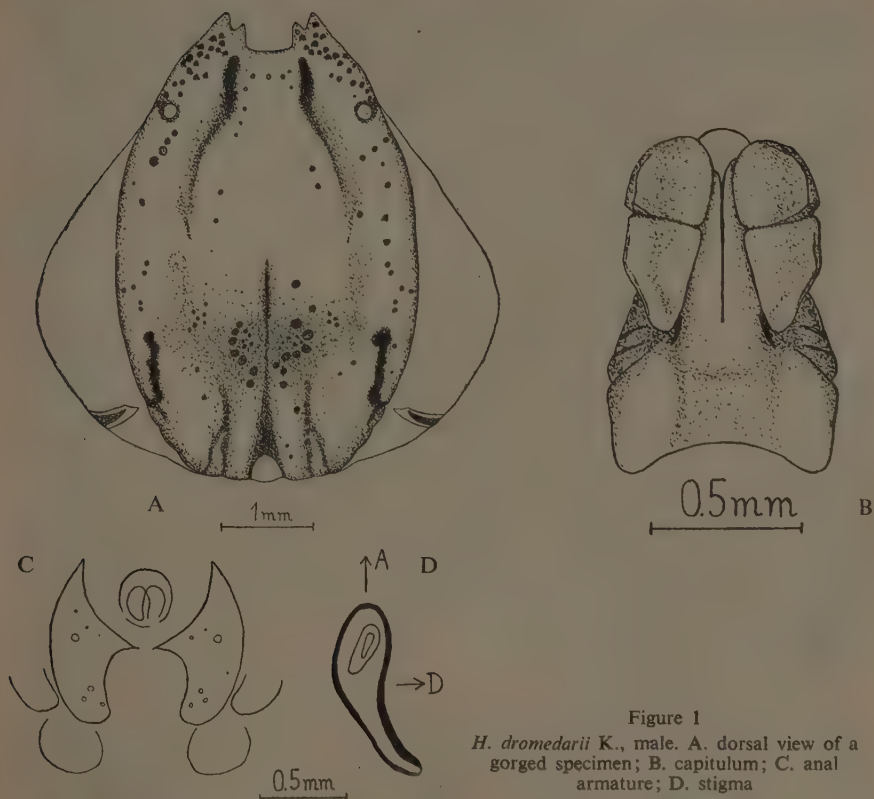 A
1mm
B
0.5mm
C
A
D
D
0.5mm
Figure 1
H. dromedarii K., male. A. dorsal view of a
gorged specimen; B. capitulum; C. anal
armature; D. stigma